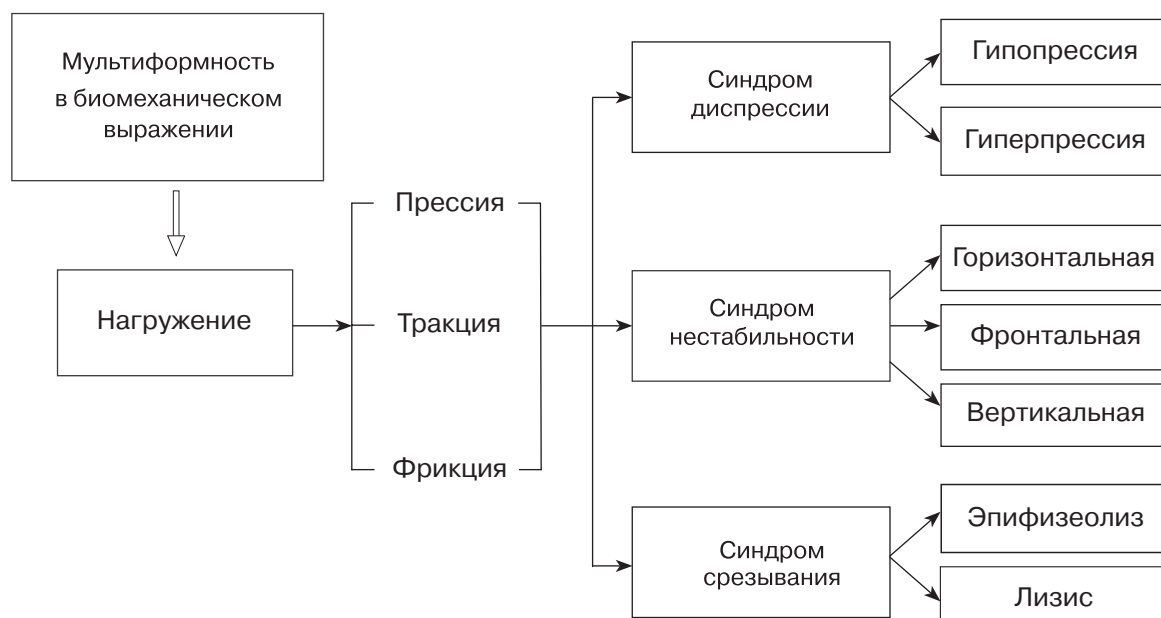 Мультиформность
в биомеханическом
выражении
Нагружение
Прессия
Тракция
Фрикция
Синдром
диспрессии
Гипопрессия
Гиперпрессия
Синдром
нестабильности
Горизонтальная
Фронтальная
Вертикальная
Синдром
срезывания
Эпифизеолиз
Лизис